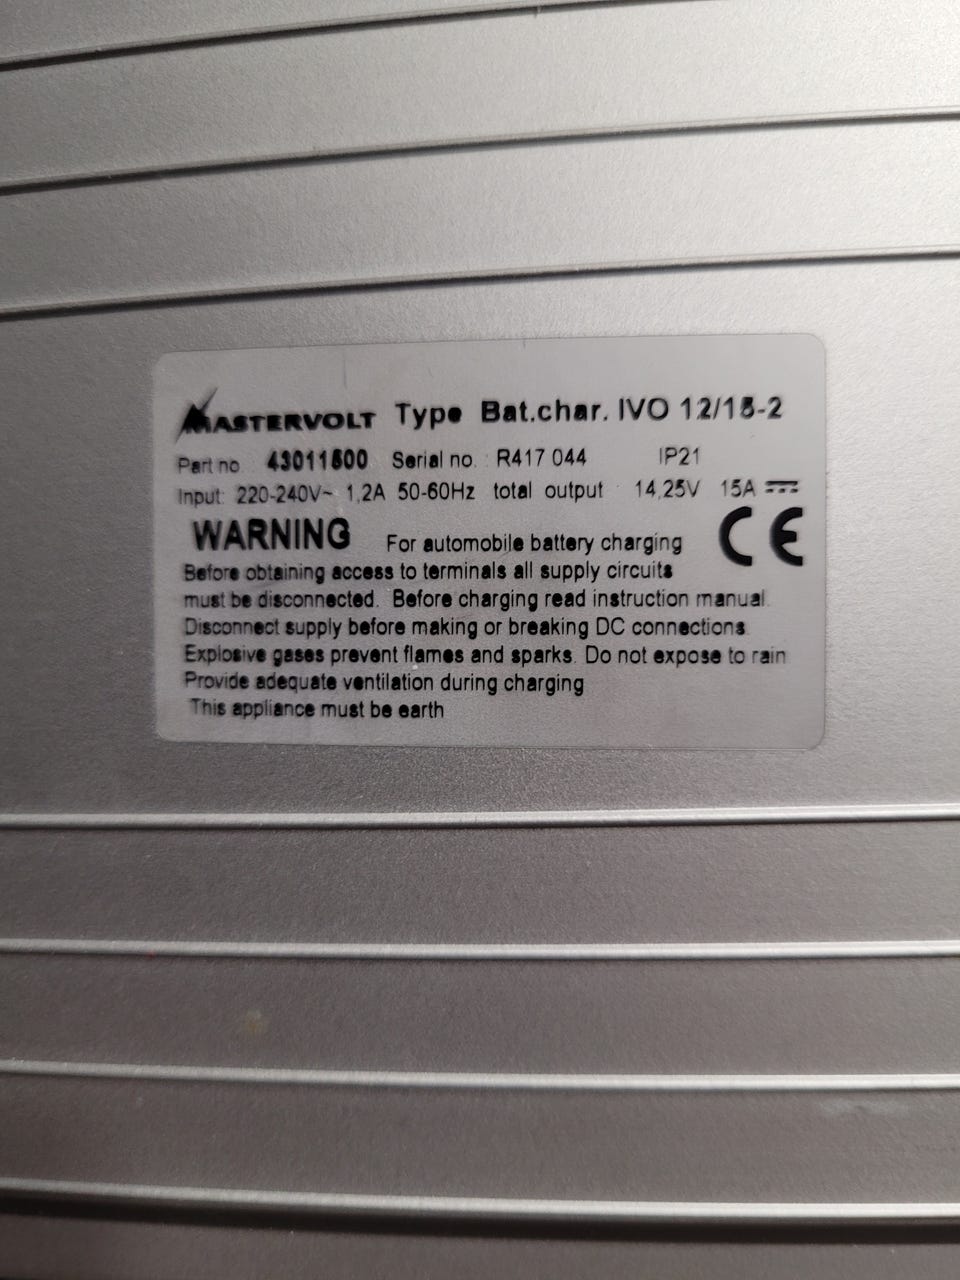 MASTERVOLT Type Bat.char. IVO 12/15-2
Part no 43011500 Serial no. R417 044 IP21
Input: 220-240V~ 1,2A 50-60Hz total output 14,25V 15A
WARNING For automobile battery charging CE
Before obtaining access to terminals all supply circuits
must be disconnected. Before charging read instruction manual.
Disconnect supply before making or breaking DC connections
Explosive gases prevent flames and sparks. Do not expose to rain
Provide adequate ventilation during charging
This appliance must be earth